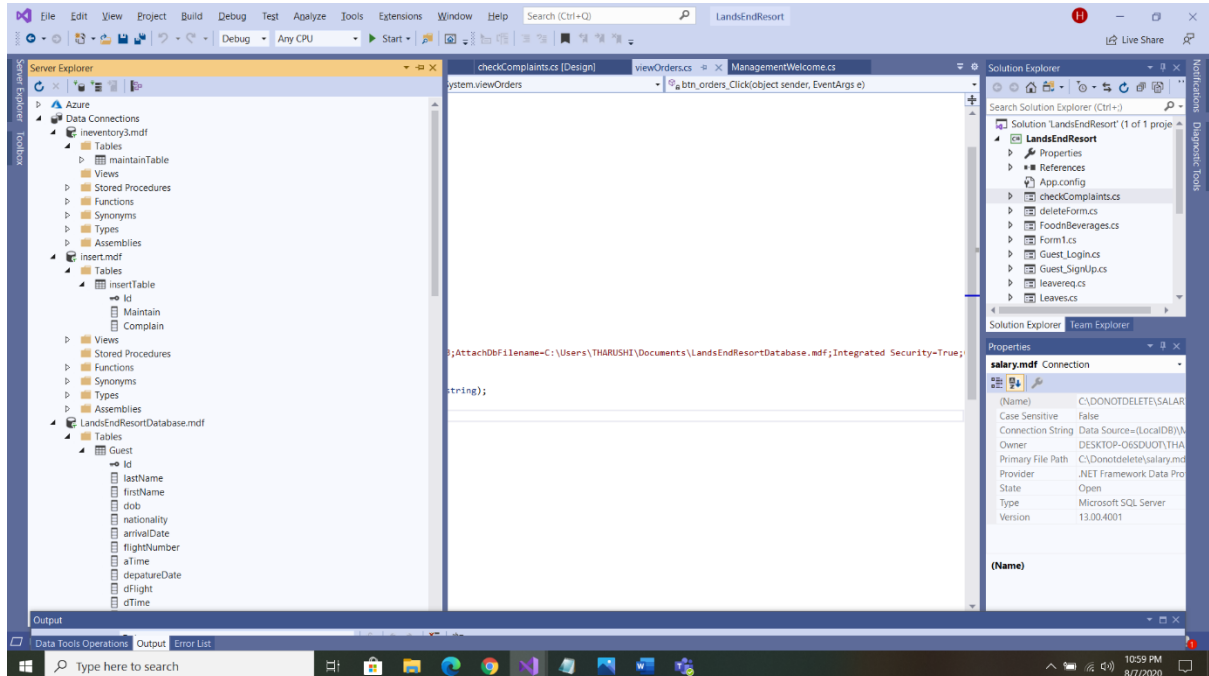 File Edit View Project Build Debug Test Analyze Tools Extensions Window Help Search (Ctrl+Q) LandsEndResort H
Debug Any CPU Start Live Share
Server Explorer
Toolbox
Server Explorer
Azure
Data Connections
ineventory3.mdf
Tables
maintainTable
Views
Stored Procedures
Functions
Synonyms
Types
Assemblies
insert.mdf
Tables
insertTable
Id
Maintain
Complain
Views
Stored Procedures
Functions
Synonyms
Types
Assemblies
LandsEndResortDatabase.mdf
Tables
Guest
Id
lastName
firstName
dob
nationality
arrivalDate
flightNumber
aTime
depatureDate
dFlight
dTime
checkComplaints.cs [Design] viewOrders.cs ManagementWelcome.cs
ystem.viewOrders btn_orders_Click(object sender, EventArgs e)
;AttachDbFilename=C:\Users\THARUSHI\Documents\LandsEndResortDatabase.mdf;Integrated Security=True;
string);
Solution Explorer
Search Solution Explorer (Ctrl+;)
Solution 'LandsEndResort' (1 of 1 proje
C# LandsEndResort
Properties
References
App.config
checkComplaints.cs
deleteForm.cs
FoodnBeverages.cs
Form1.cs
Guest_Login.cs
Guest_SignUp.cs
leavereq.cs
Leaves.cs
Solution Explorer Team Explorer
Properties
salary.mdf Connection
(Name) C:\DONOTDELETE\SALAR
Case Sensitive False
Connection String Data Source=(LocalDB)\M
Owner DESKTOP-O6SDUOT\THA
Primary File Path C:\Donotdelete\salary.md
Provider .NET Framework Data Pro
State Open
Type Microsoft SQL Server
Version 13.00.4001
(Name)
Notifications
Diagnostic Tools
Output
Data Tools Operations Output Error List
Type here to search
10:59 PM
8/7/2020